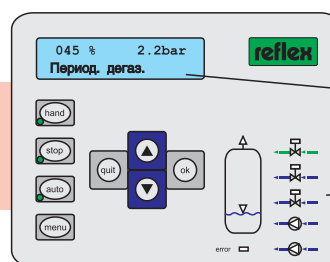 045 % 2.2bar
reflex
Период. дегаз.
hand
stop
quit
ok
auto
menu
error